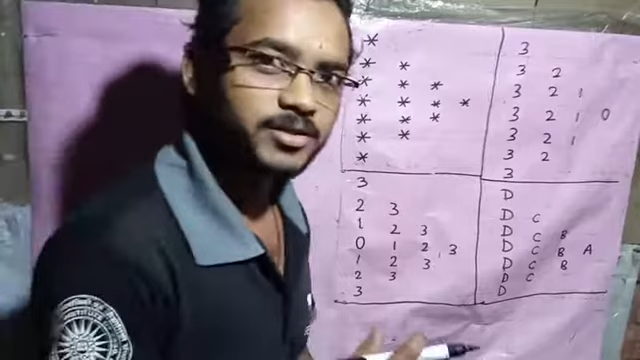 *
* *
* * *
* * * *
* * *
* *
*
3
3 2
3 2 1
3 2 1 0
3 2 1
3 2
3
3
2 3
1 2 3
0 1 2 3
1 2 3
2 3
3
D
D C
D C B
D C B A
D C B
D C
D